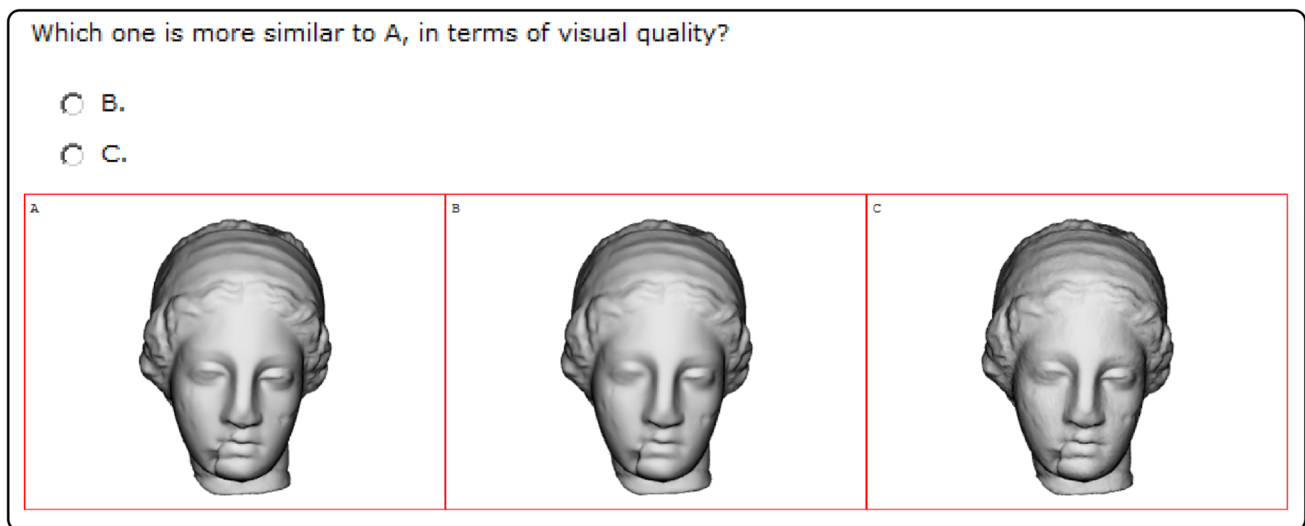 Which one is more similar to A, in terms of visual quality?
B.
C.
A
B
C